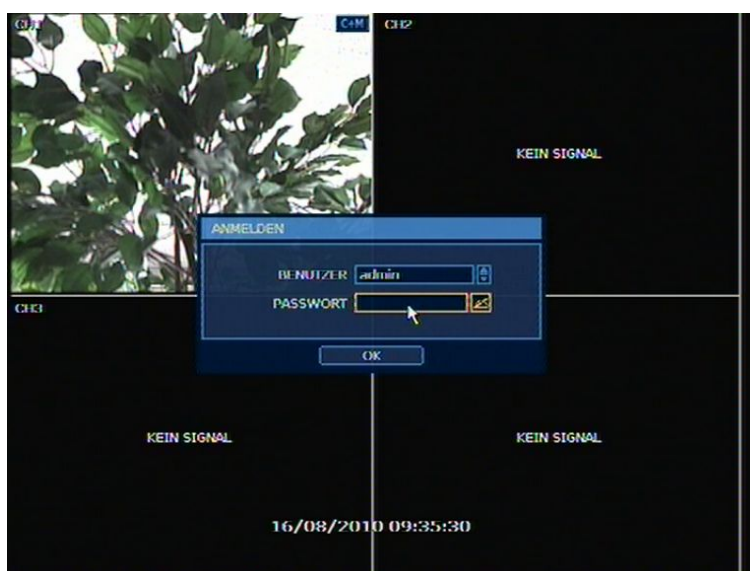 CH1
C+M
CH2
KEIN SIGNAL
ANMELDEN
BENUTZER admin
PASSWORT
OK
CH3
KEIN SIGNAL
KEIN SIGNAL
16/08/2010 09:35:30